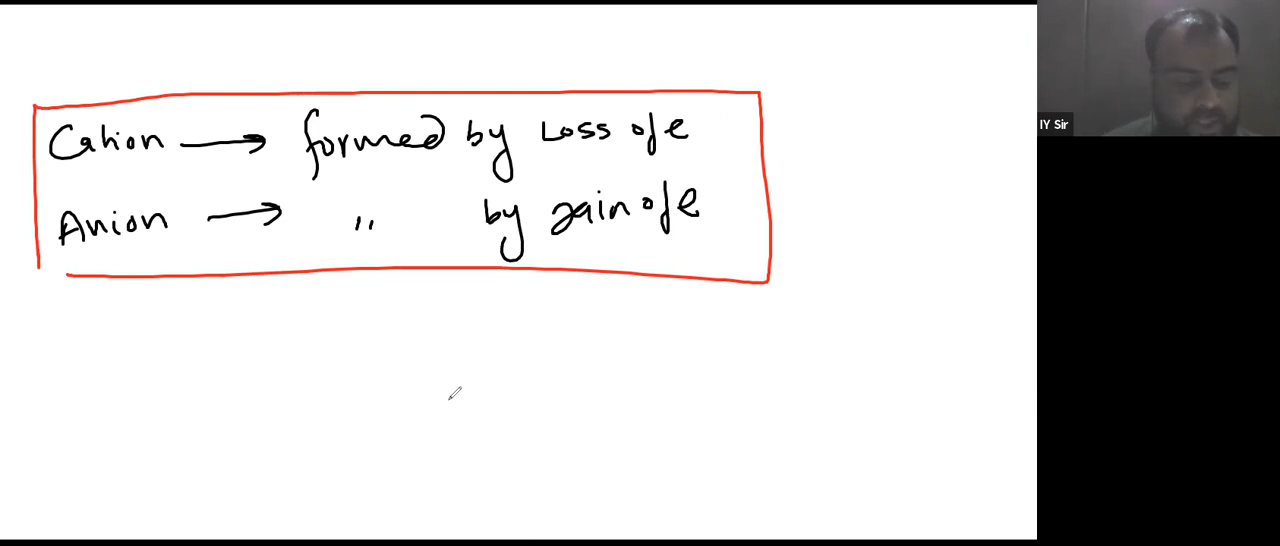 Cation → formed by Loss of e
Anion → " by gain of e
IY Sir